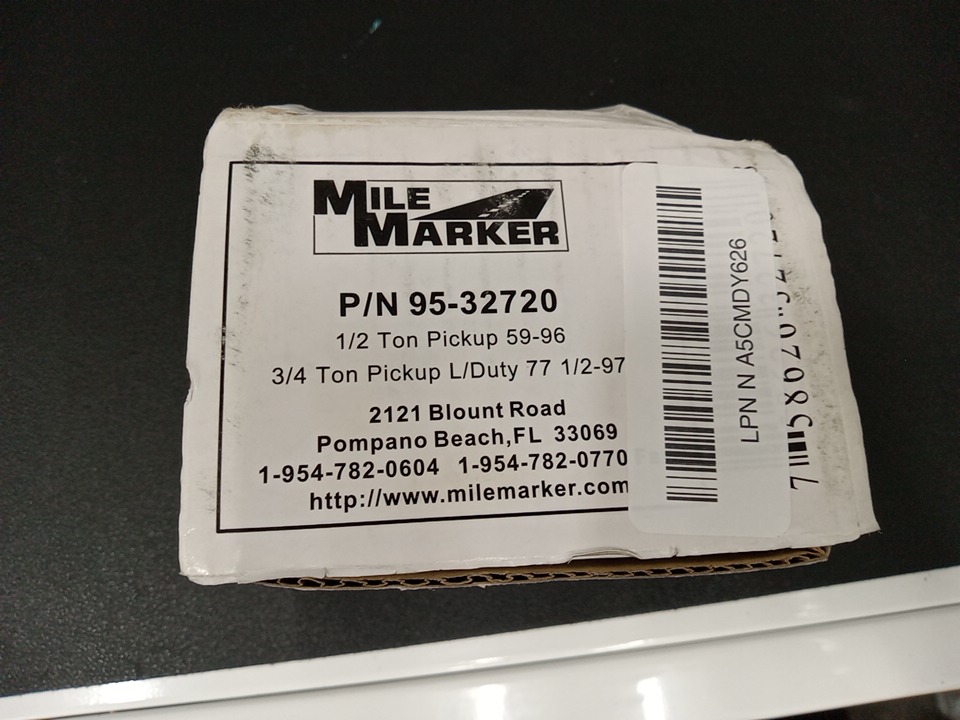 MILE
MARKER
P/N 95-32720
1/2 Ton Pickup 59-96
3/4 Ton Pickup L/Duty 77 1/2-97
2121 Blount Road
Pompano Beach,FL 33069
1-954-782-0604 1-954-782-0770
http://www.milemarker.com
LPN N A5CMDY626